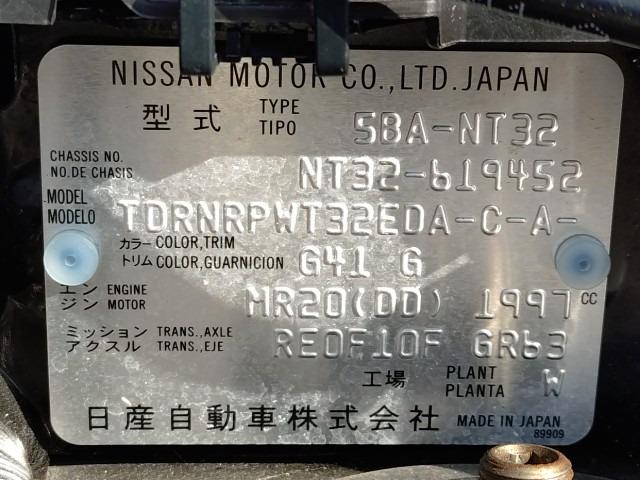 NISSAN MOTOR CO.,LTD.JAPAN
型式 TYPE TIPO 5BA-NT32
CHASSIS NO. NO.DE CHASIS NT32-619452
MODEL MODELO TDRNRPWT32EDA-C-A-
カラー COLOR,TRIM トリム COLOR,GUARNICION G41 G
エンジン ENGINE MOTOR MR20(DD) 1997 CC
ミッション TRANS.,AXLE アクスル TRANS.,EJE RE0F10F GR63
工場 PLANT PLANTA W
日産自動車株式会社 MADE IN JAPAN
89909